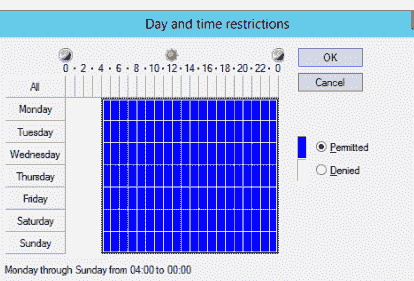 Day and time restrictions
OK
0 · 2 · 4 · 6 · 8 · 10 · 12 · 14 · 16 · 18 · 20 · 22 · 0
Cancel
All
Monday
Tuesday
Wednesday
Thursday
Permitted
Denied
Friday
Saturday
Sunday
Monday through Sunday from 04:00 to 00:00